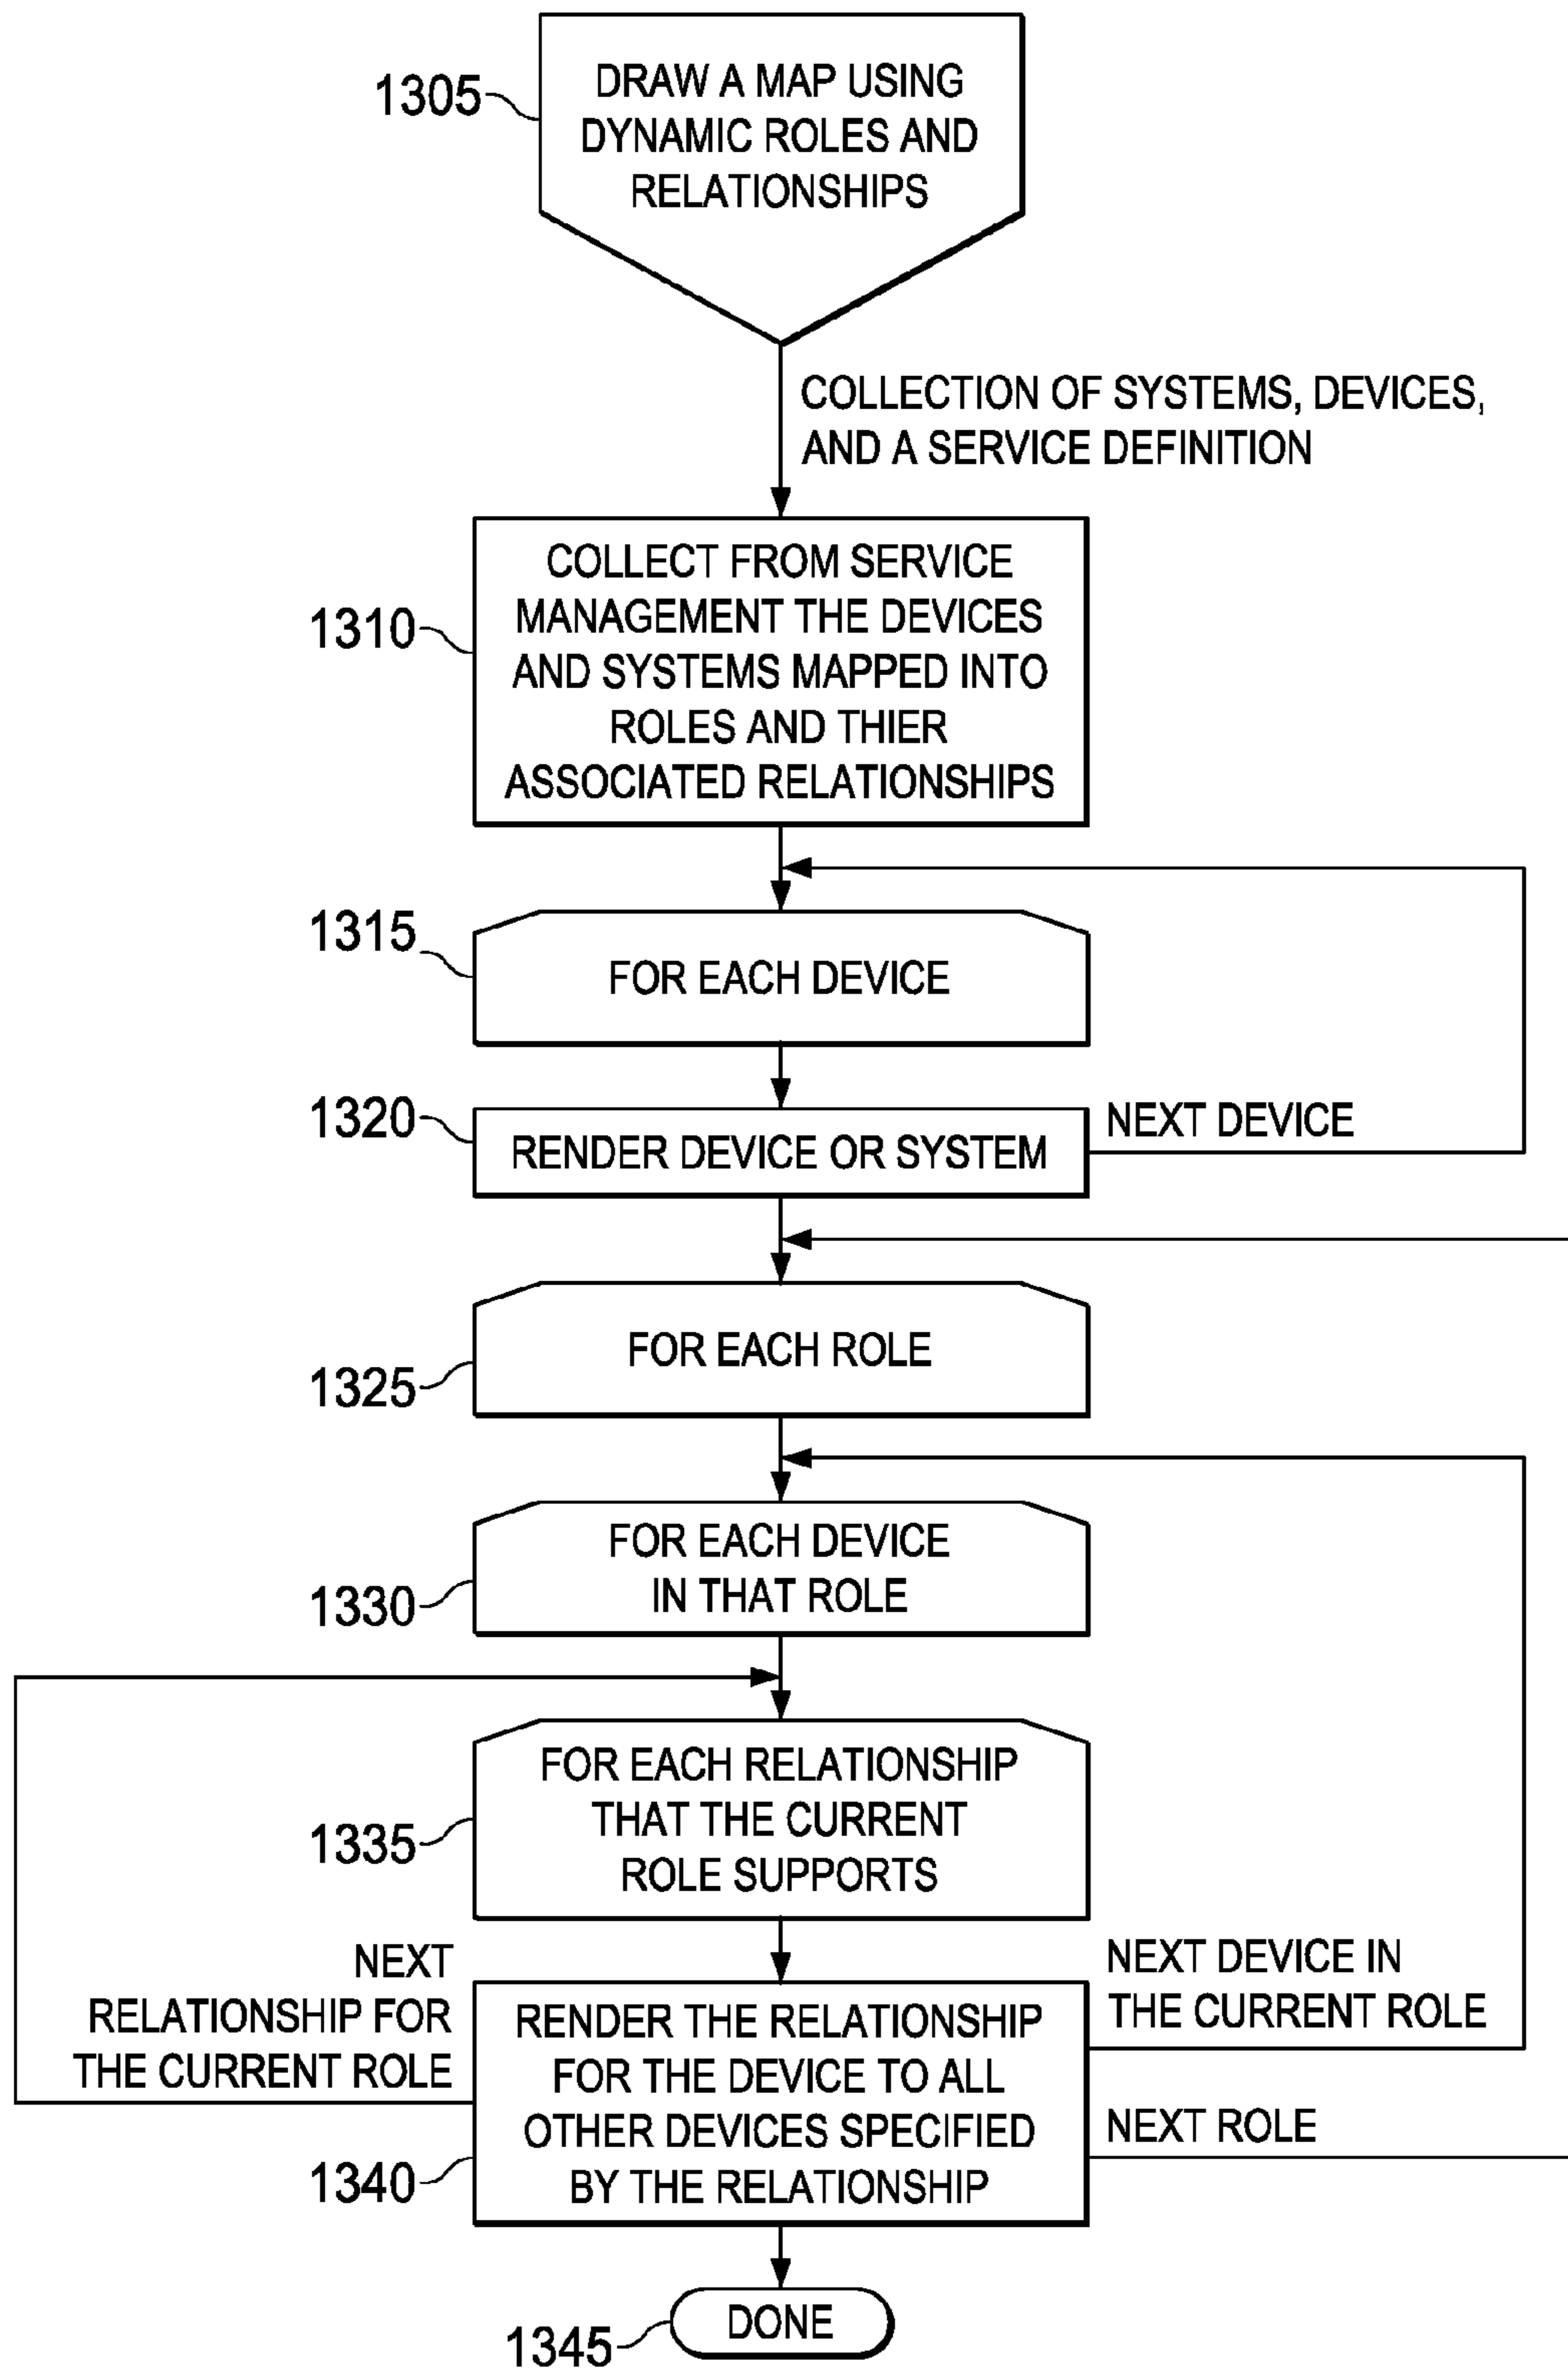 1305
DRAW A MAP USING
DYNAMIC ROLES AND
RELATIONSHIPS
COLLECTION OF SYSTEMS, DEVICES,
AND A SERVICE DEFINITION
1310
COLLECT FROM SERVICE
MANAGEMENT THE DEVICES
AND SYSTEMS MAPPED INTO
ROLES AND THIER
ASSOCIATED RELATIONSHIPS
1315
FOR EACH DEVICE
1320
RENDER DEVICE OR SYSTEM
NEXT DEVICE
FOR EACH ROLE
1325
FOR EACH DEVICE
IN THAT ROLE
1330
FOR EACH RELATIONSHIP
THAT THE CURRENT
ROLE SUPPORTS
1335
NEXT
RELATIONSHIP FOR
THE CURRENT ROLE
RENDER THE RELATIONSHIP
FOR THE DEVICE TO ALL
OTHER DEVICES SPECIFIED
BY THE RELATIONSHIP
1340
NEXT DEVICE IN
THE CURRENT ROLE
NEXT ROLE
DONE
1345